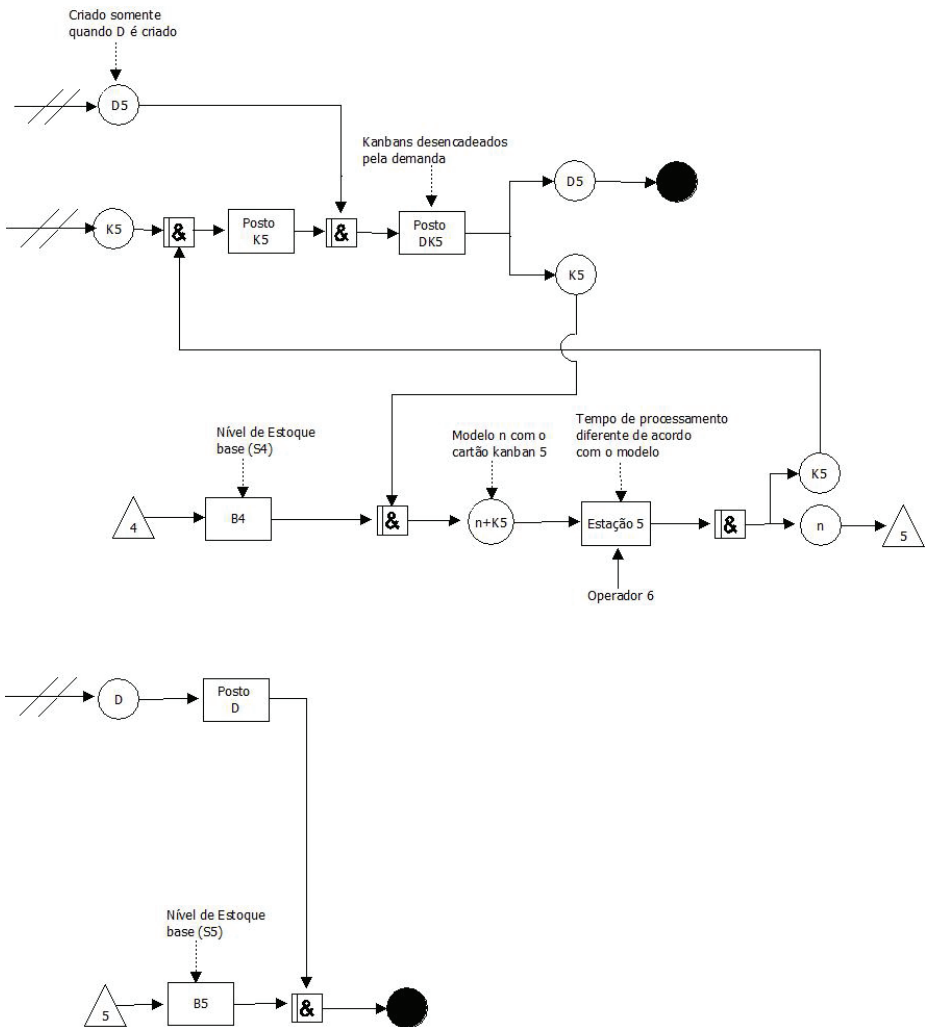 Criado somente
quando D é criado
D5
Kanbans desencadeados
pela demanda
D5
K5
&
Posto
K5
&
Posto
DK5
K5
Nível de Estoque
base (S4)
Modelo n com o
cartão kanban 5
Tempo de processamento
diferente de acordo
com o modelo
K5
4
B4
&
n+K5
Estação 5
&
n
5
Operador 6
D
Posto
D
Nível de Estoque
base (S5)
5
B5
&